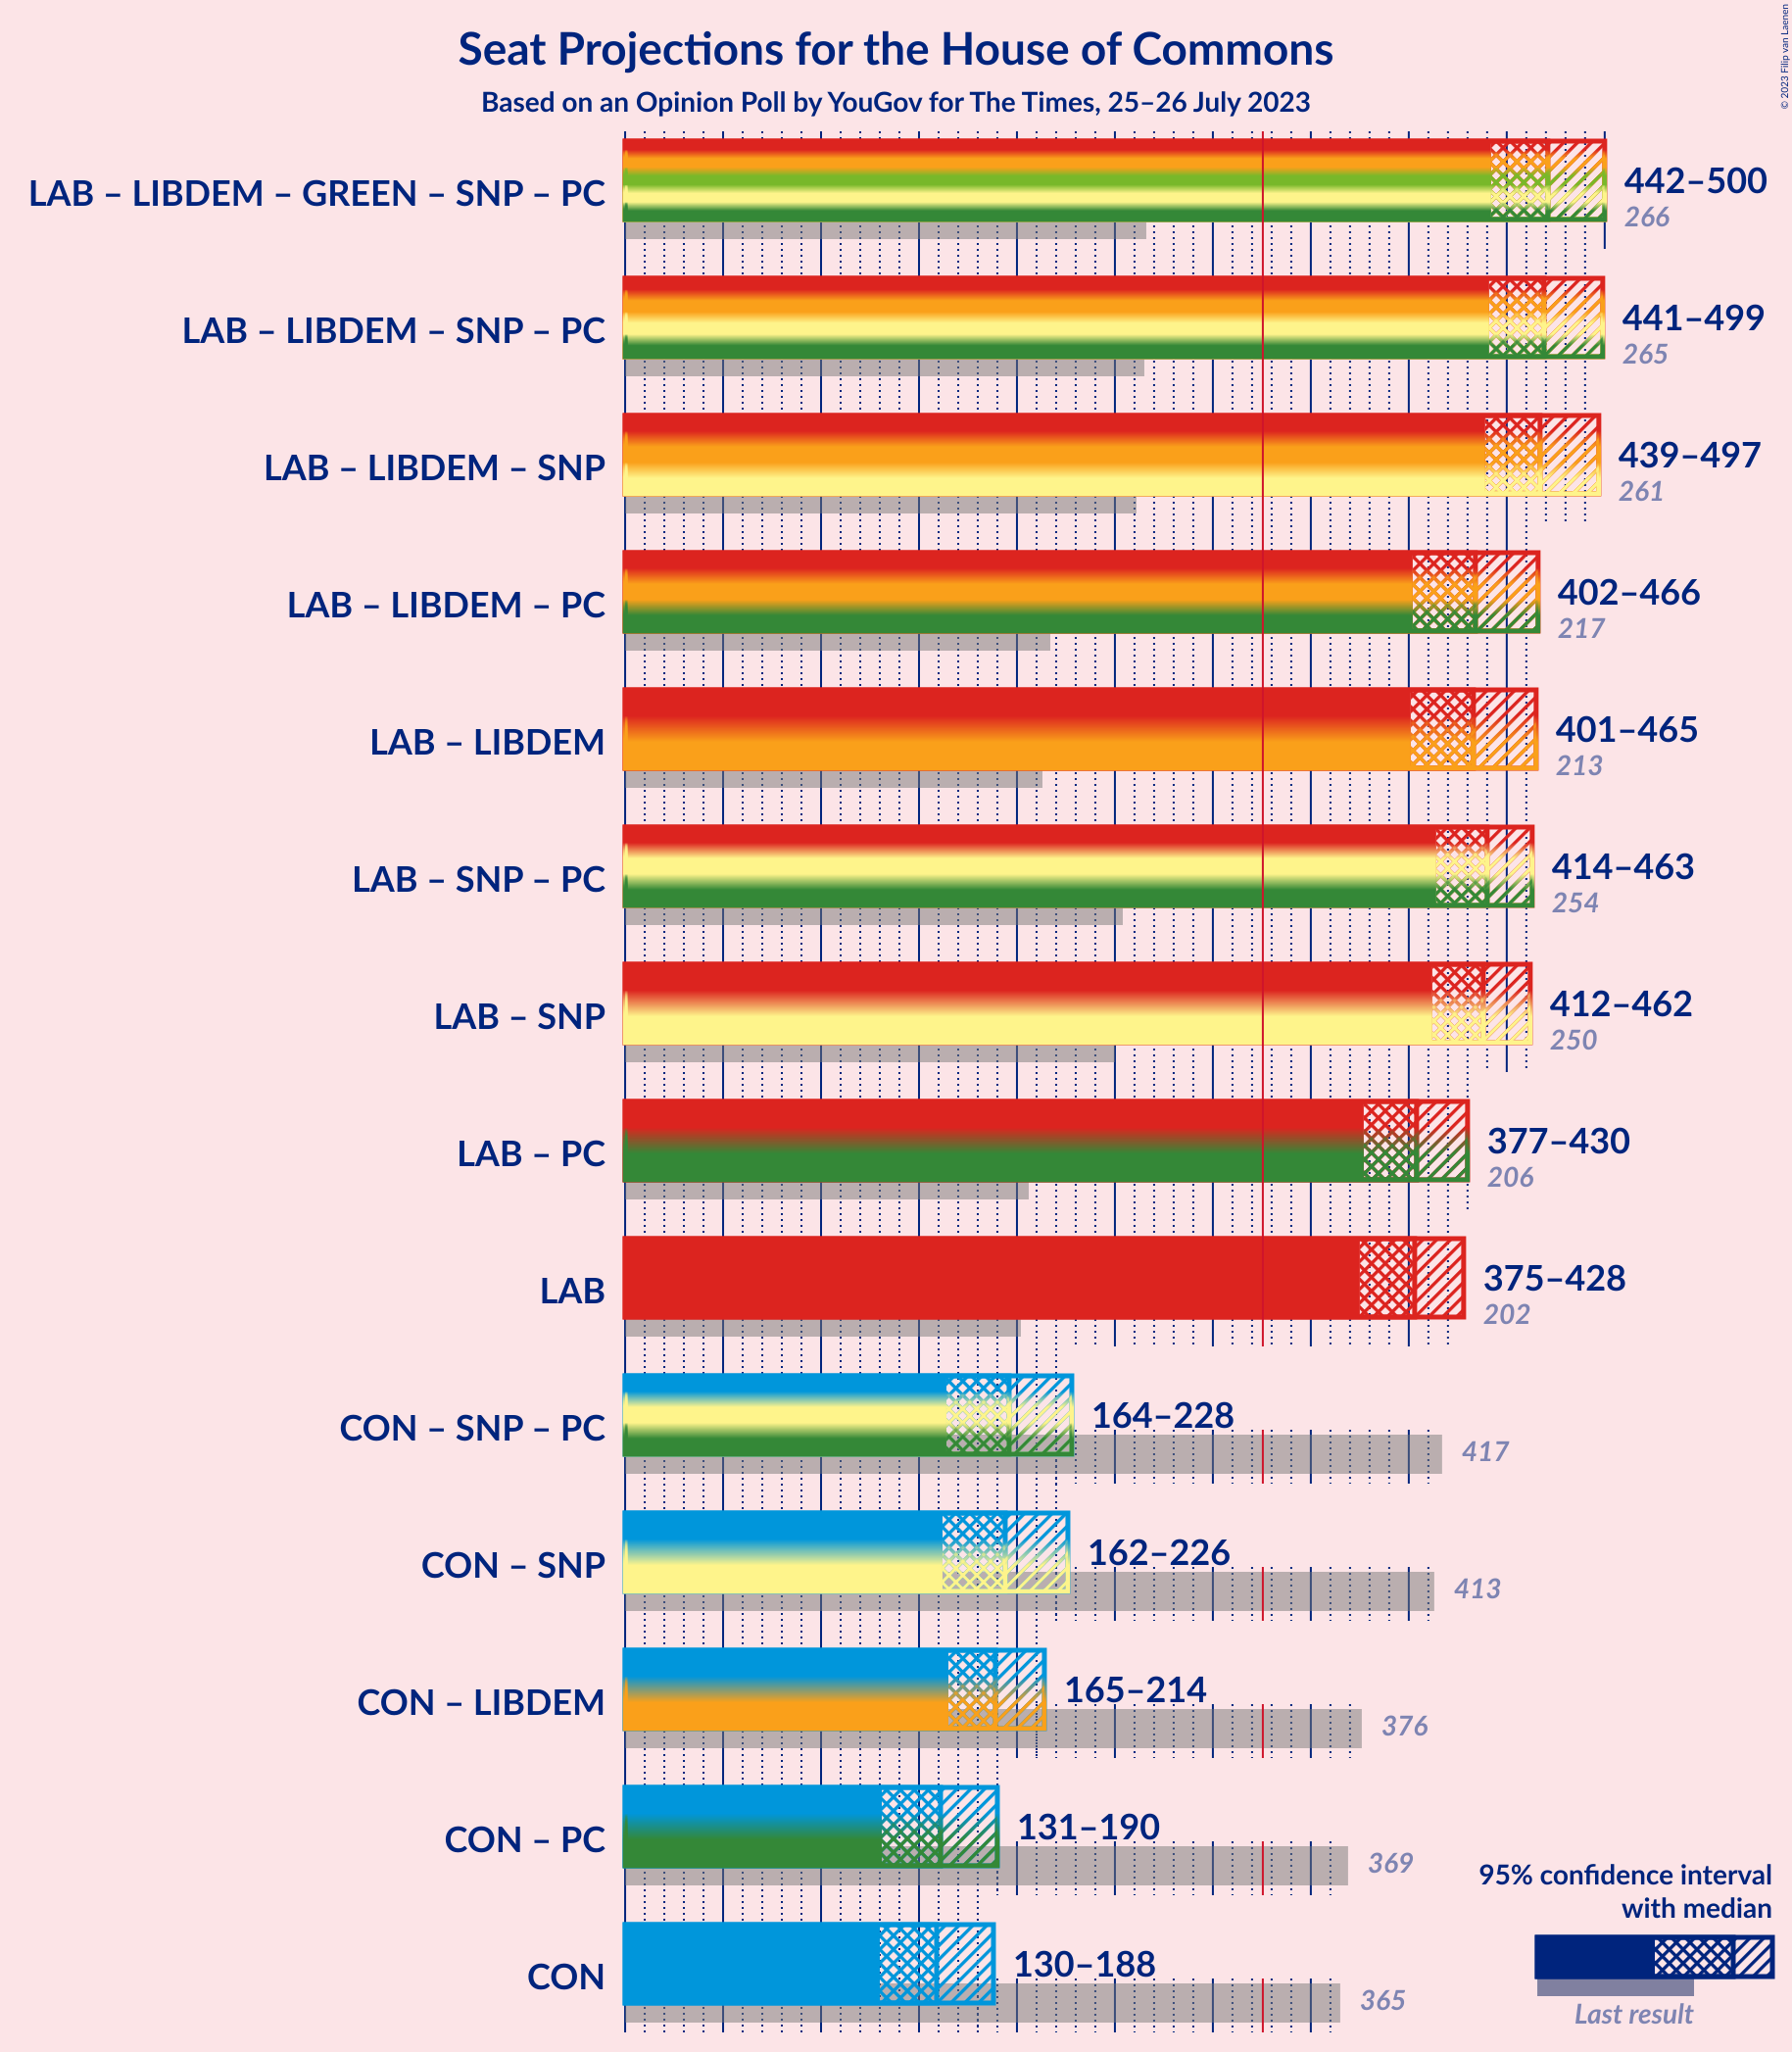 Seat Projections for the House of Commons
Based on an Opinion Poll by YouGov for The Times, 25–26 July 2023
© 2023 Filip van Laenen
LAB – LIBDEM – GREEN – SNP – PC
442–500
266
LAB – LIBDEM – SNP – PC
441–499
265
LAB – LIBDEM – SNP
439–497
261
LAB – LIBDEM – PC
402–466
217
LAB – LIBDEM
401–465
213
LAB – SNP – PC
414–463
254
LAB – SNP
412–462
250
LAB – PC
377–430
206
LAB
375–428
202
CON – SNP – PC
164–228
417
CON – SNP
162–226
413
CON – LIBDEM
165–214
376
CON – PC
131–190
369
CON
130–188
365
95% confidence interval
with median
Last result